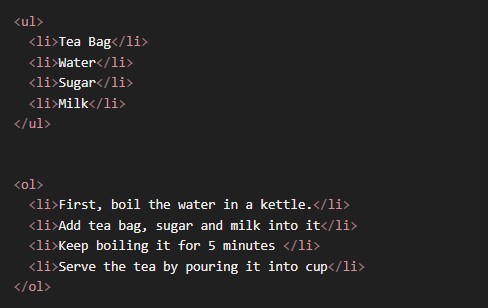 <ul>
<li>Tea Bag</li>
<li>Water</li>
<li>Sugar</li>
<li>Milk</li>
</ul>
<ol>
<li>First, boil the water in a kettle.</li>
<li>Add tea bag, sugar and milk into it</li>
<li>Keep boiling it for 5 minutes </li>
<li>Serve the tea by pouring it into cup</li>
</ol>